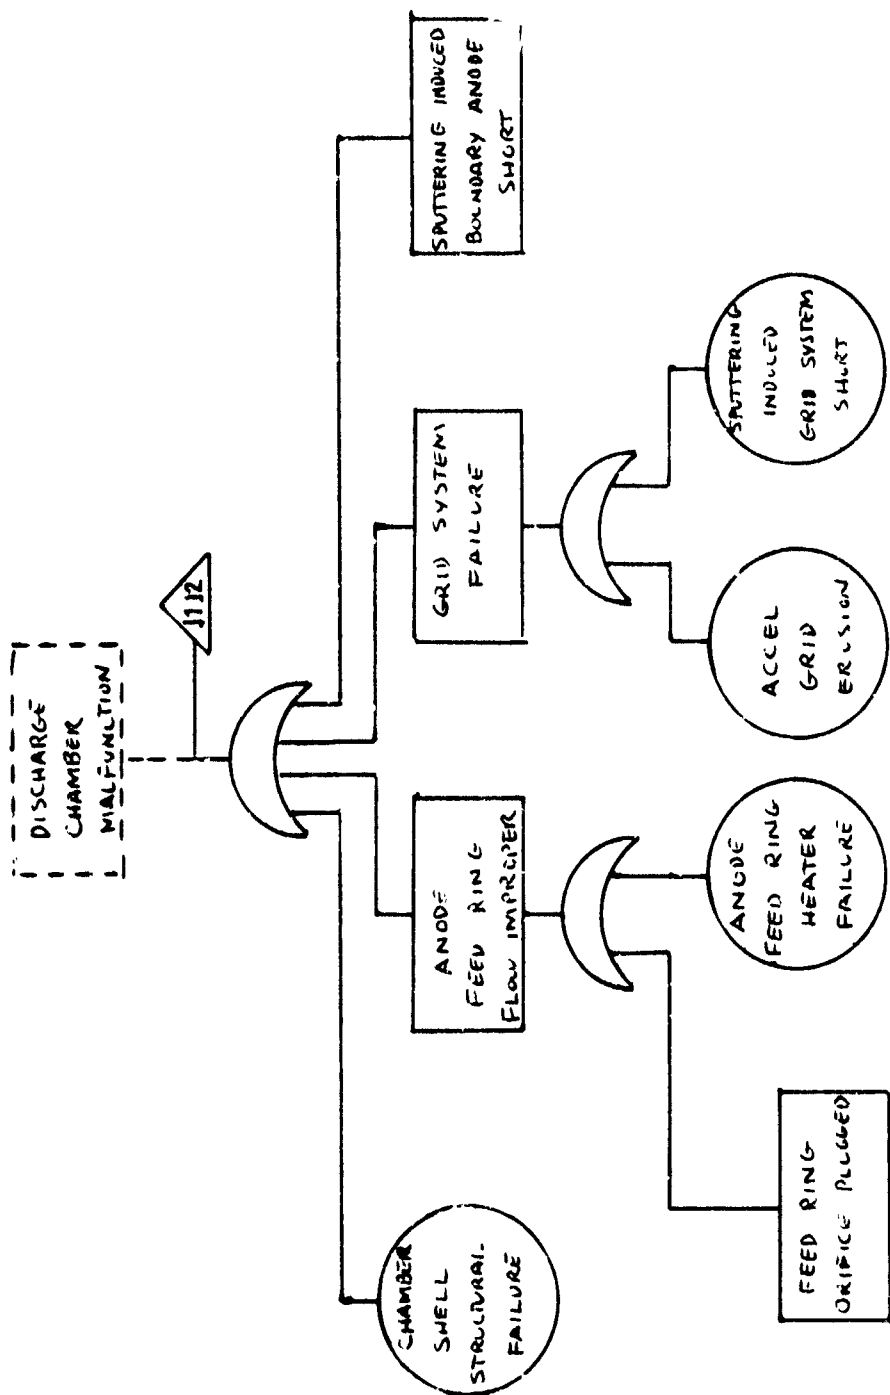 DISCHARGE
CHAMBER
MALFUNCTION
CHAMBER
SHELL
STRUCTURAL
FAILURE
ANODE
FEED RING
FLOW IMPROPER
GRID SYSTEM
FAILURE
SPUTTERING INDUCED
BOUNDARY ANODE
SHORT
FEED RING
ORIFICE PLUGGED
ANODE
FEED RING
HEATER
FAILURE
ACCEL
GRID
EROSION
SPUTTERING
INDUCED
GRID SYSTEM
SHORT